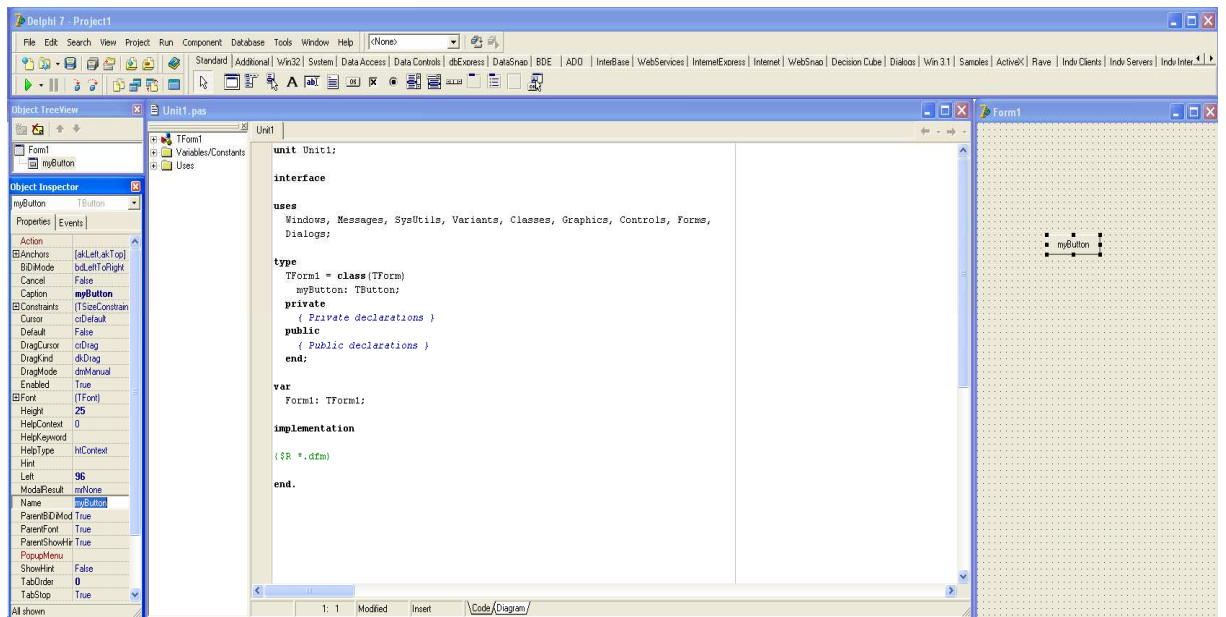 Delphi 7 - Project1
File Edit Search View Project Run Component Database Tools Window Help <None>
Standard Additional Win32 System Data Access Data Controls dbExpress DataSnap BDE ADO InterBase WebServices InternetExpress Internet WebSnap Decision Cube Dialogs Win 3.1 Samples ActiveX Rave Indy Clients Indy Servers Indy Inter
Object TreeView
Form1
myButton
Object Inspector
myButton TButton
Properties Events
Action
Anchors [akLeft,akTop]
BiDiMode bdLeftToRight
Cancel False
Caption myButton
Constraints (TSizeConstrain
Cursor crDefault
Default False
DragCursor crDrag
DragKind dkDrag
DragMode dmManual
Enabled True
Font (TFont)
Height 25
HelpContext 0
HelpKeyword
HelpType htContext
Hint
Left 96
ModalResult mrNone
Name myButton
ParentBiDiMod True
ParentFont True
ParentShowHir True
PopupMenu
ShowHint False
TabOrder 0
TabStop True
All shown
Unit1.pas
TForm1
Variables/Constants
Uses
Unit1
unit Unit1;
interface
uses
Windows, Messages, SysUtils, Variants, Classes, Graphics, Controls, Forms,
Dialogs;
type
TForm1 = class(TForm)
myButton: TButton;
private
{ Private declarations }
public
{ Public declarations }
end;
var
Form1: TForm1;
implementation
{$R *.dfm}
end.
1: 1 Modified Insert Code Diagram
Form1
myButton